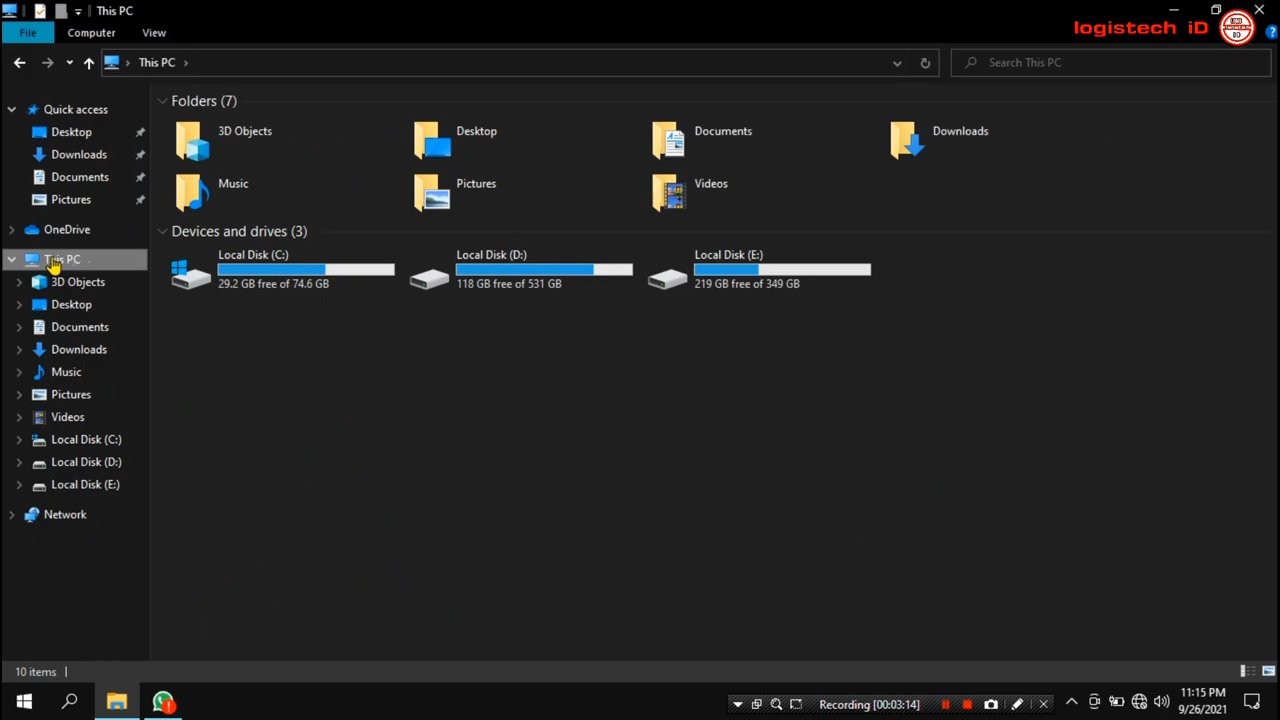 This PC
logistech iD
File Computer View
This PC
Search This PC
Quick access
Desktop
Downloads
Documents
Pictures
OneDrive
This PC
3D Objects
Desktop
Documents
Downloads
Music
Pictures
Videos
Local Disk (C:)
Local Disk (D:)
Local Disk (E:)
Network
Folders (7)
3D Objects
Desktop
Documents
Downloads
Music
Pictures
Videos
Devices and drives (3)
Local Disk (C:)
29.2 GB free of 74.6 GB
Local Disk (D:)
118 GB free of 531 GB
Local Disk (E:)
219 GB free of 349 GB
10 items
Recording [00:03:14]
11:15 PM
9/26/2021